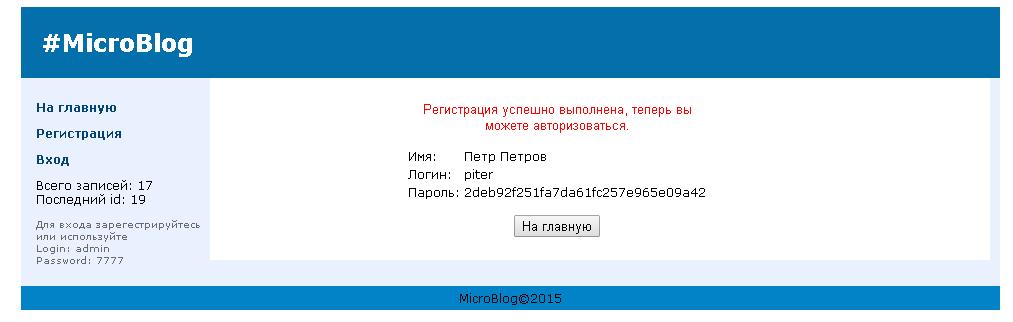 #MicroBlog
На главную
Регистрация
Вход
Всего записей: 17
Последний id: 19
Для входа зарегестрируйтесь
или используйте
Login: admin
Password: 7777
Регистрация успешно выполнена, теперь вы
можете авторизоваться.
Имя: Петр Петров
Логин: piter
Пароль: 2deb92f251fa7da61fc257e965e09a42
На главную
MicroBlog©2015